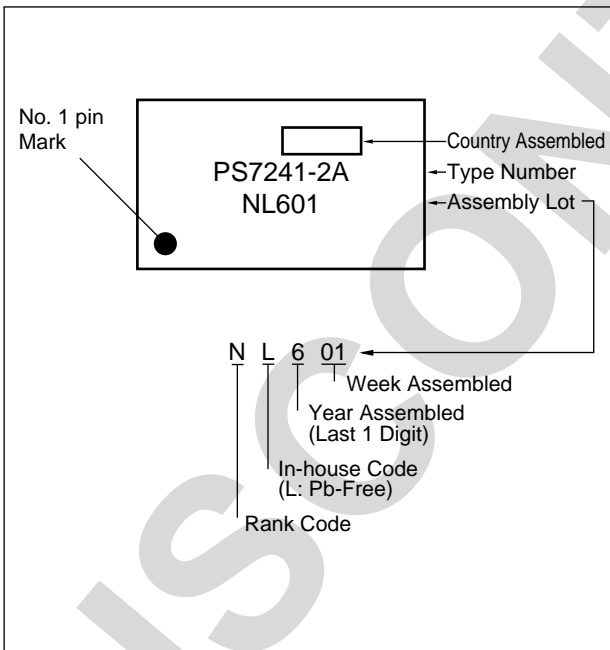 No. 1 pin
Mark
Country Assembled
PS7241-2A
Type Number
NL601
Assembly Lot
N L 6 01
Week Assembled
Year Assembled
(Last 1 Digit)
In-house Code
(L: Pb-Free)
Rank Code